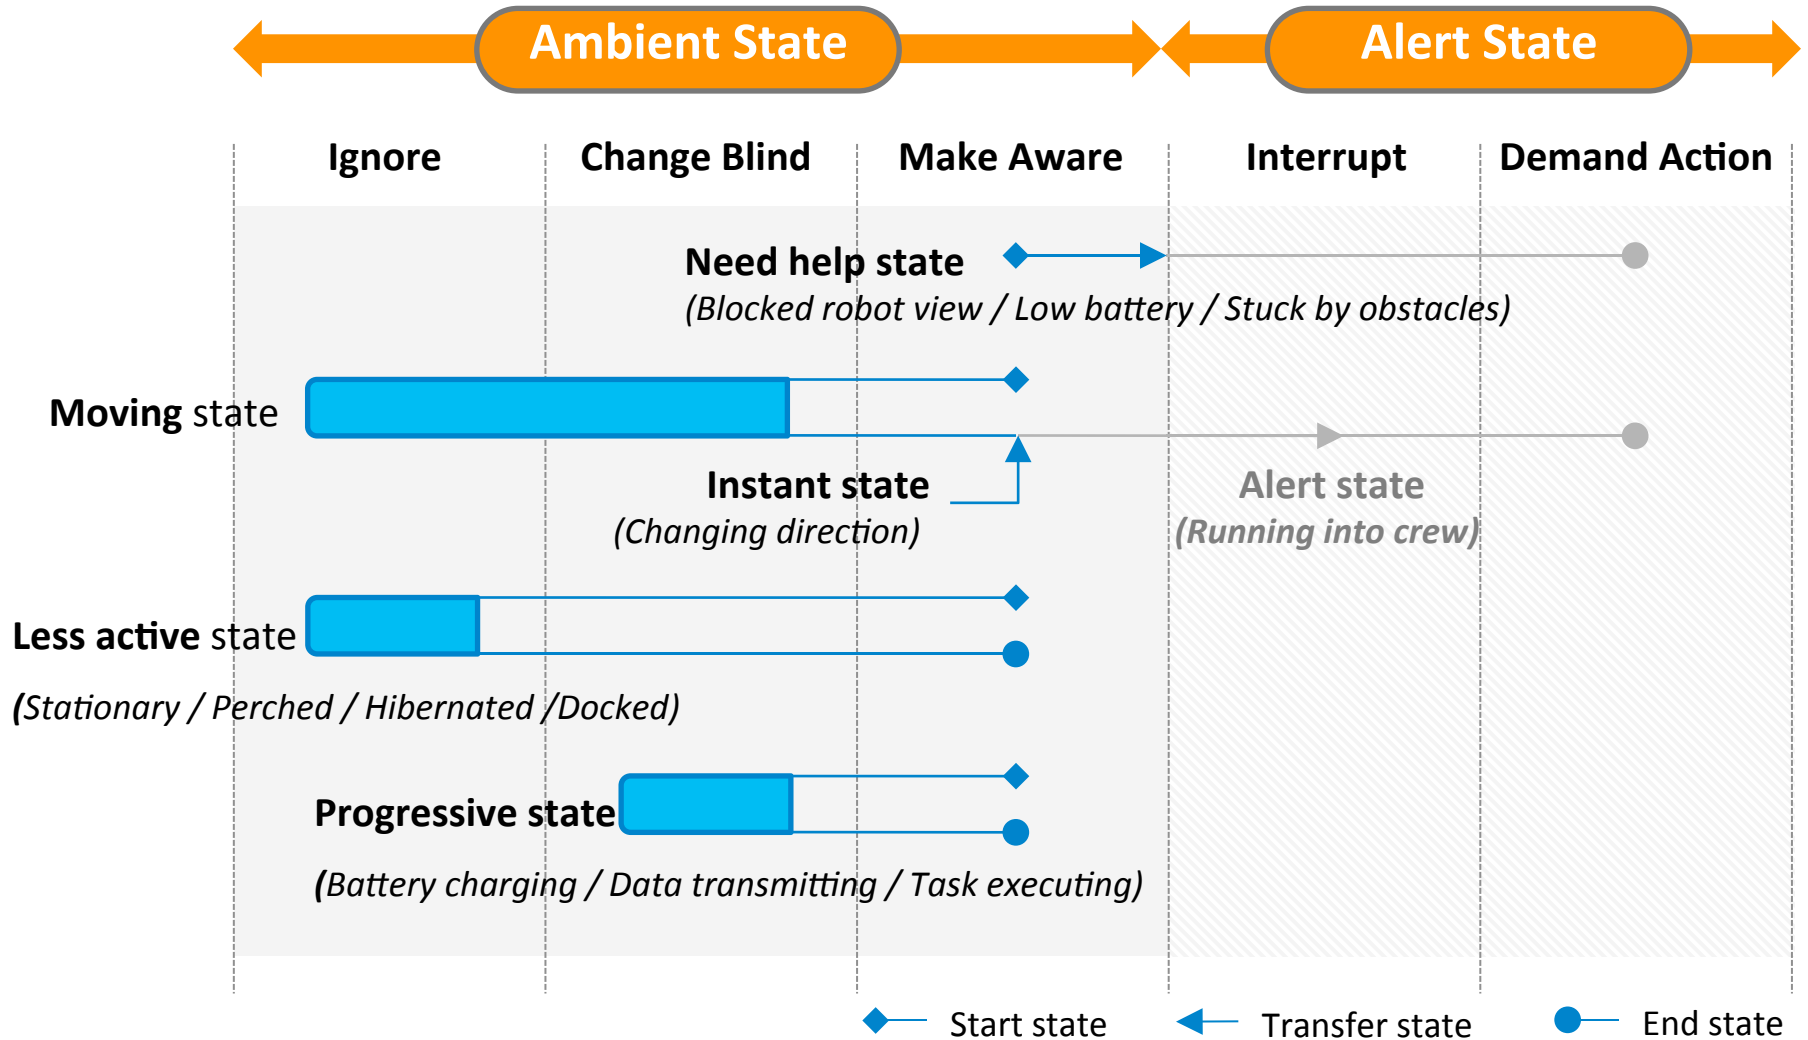 Ambient State
Alert State
Ignore
Change Blind
Make Aware
Interrupt
Demand Action
Need help state
(Blocked robot view / Low battery / Stuck by obstacles)
Moving state
Instant state
(Changing direction)
Alert state
(Running into crew)
Less active state
(Stationary / Perched / Hibernated /Docked)
Progressive state
(Battery charging / Data transmitting / Task executing)
Start state
Transfer state
End state